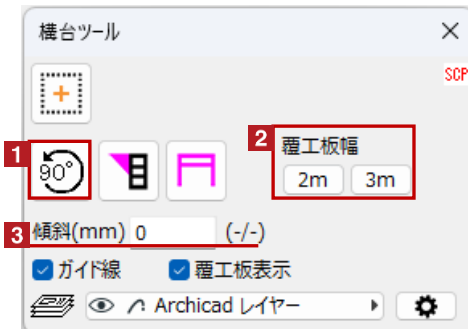 構台ツール
SCP
1
90°
2
覆工板幅
2m 3m
3
傾斜(mm) 0 (-/-)
ガイド線 覆工板表示
Archicad レイヤー